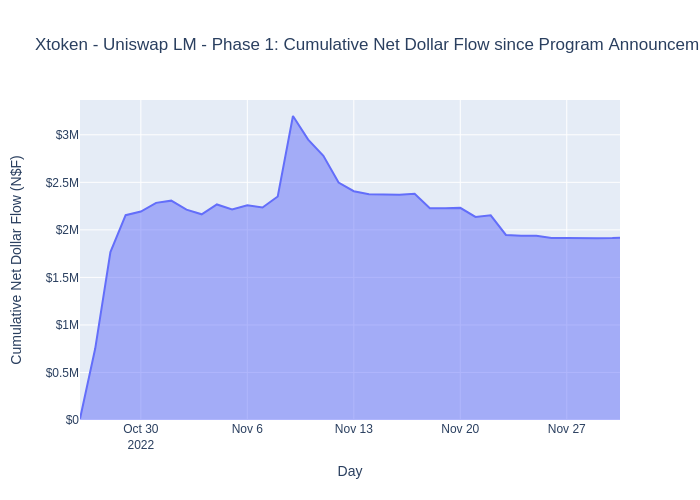 Xtoken - Uniswap LM - Phase 1: Cumulative Net Dollar Flow since Program Announcem
Cumulative Net Dollar Flow (N$F)
$3M
$2.5M
$2M
$1.5M
$1M
$0.5M
$0
Oct 30
2022
Nov 6
Nov 13
Nov 20
Nov 27
Day